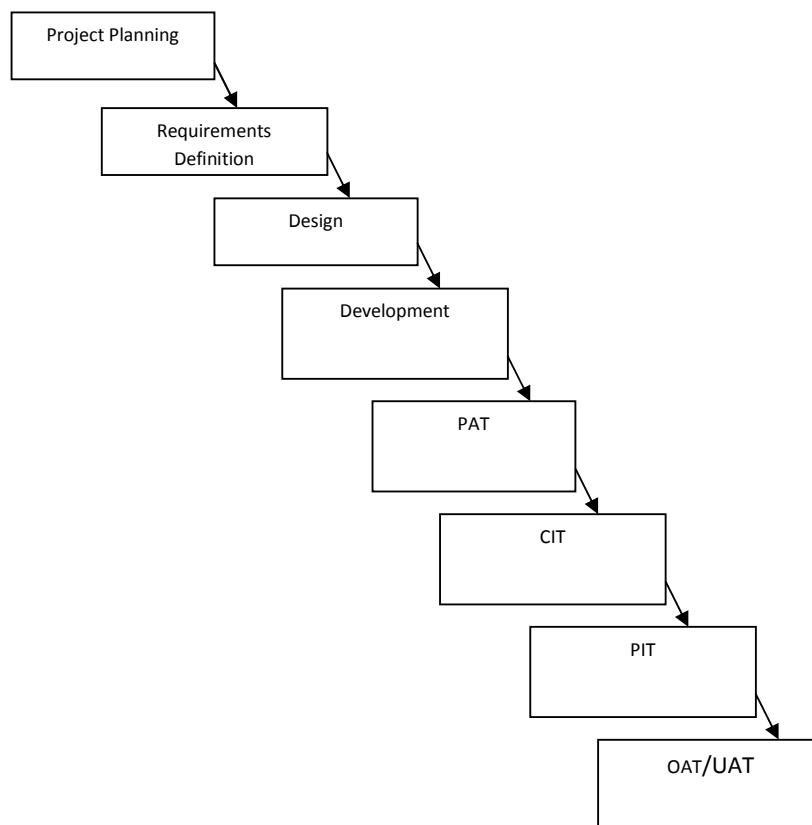 Project Planning
Requirements
Definition
Design
Development
PAT
CIT
PIT
OAT/UAT